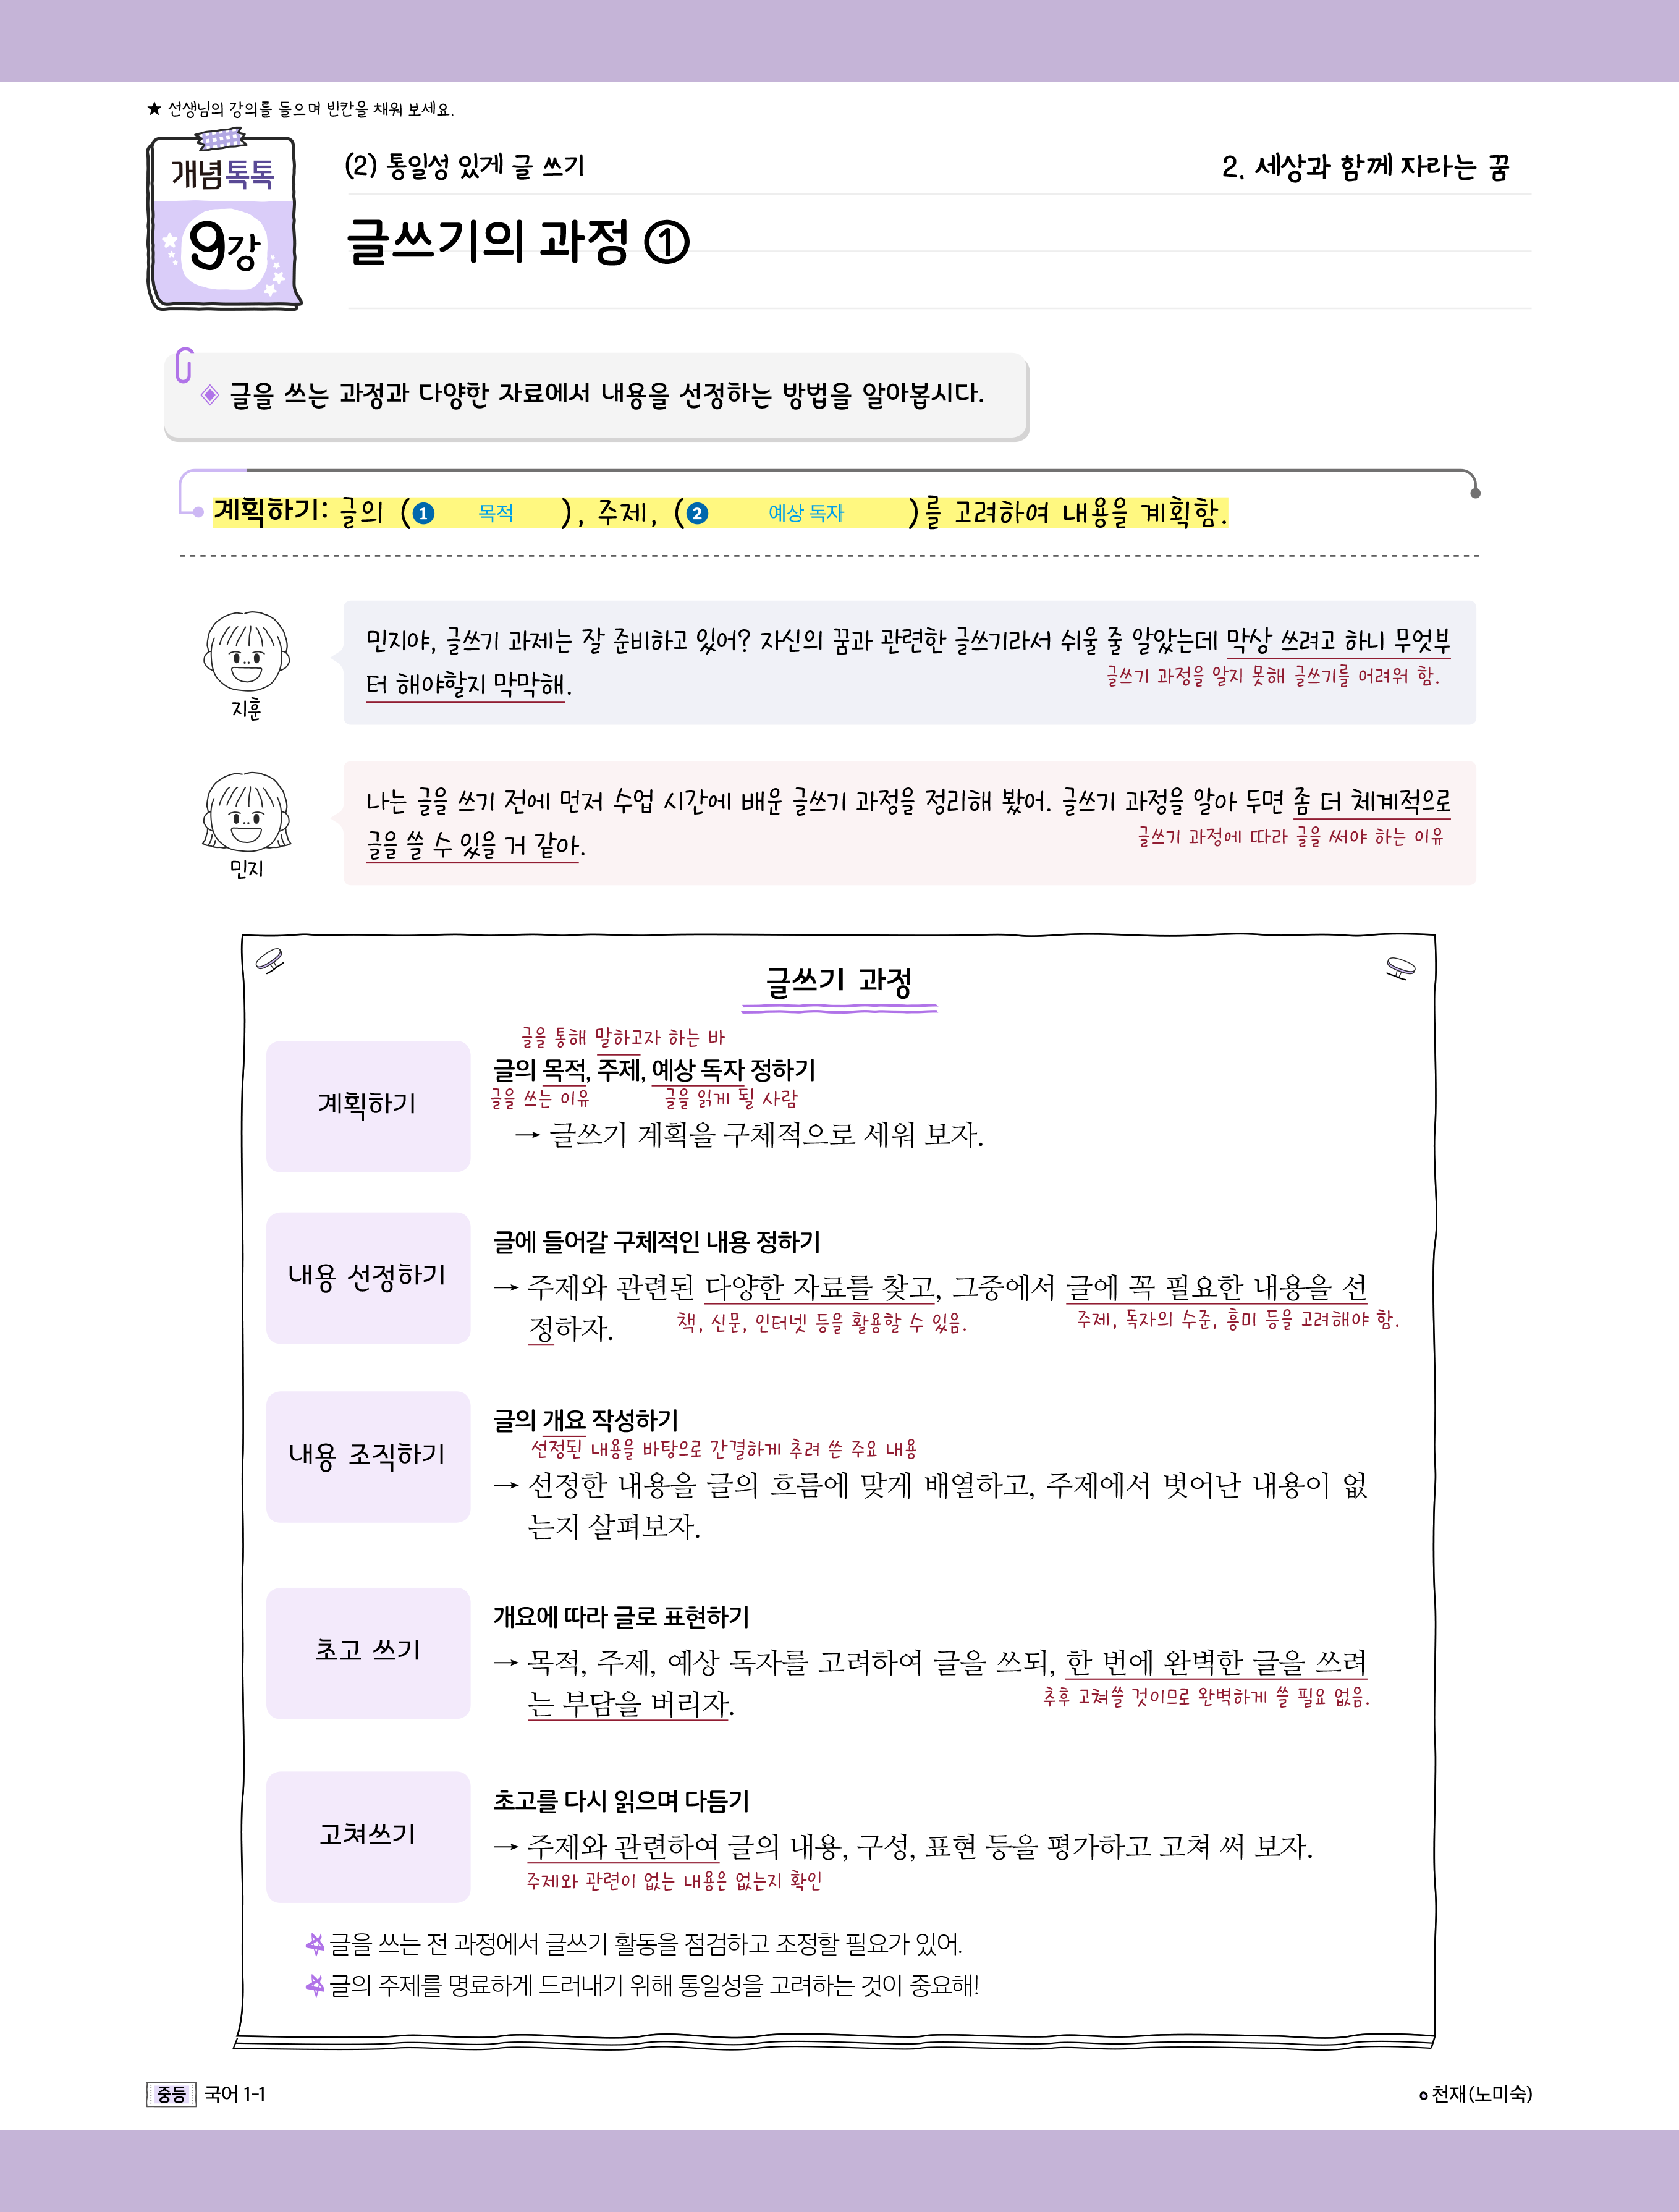 ★ 선생님의 강의를 들으며 빈칸을 채워 보세요.
개념톡톡
9강
(2) 통일성 있게 글 쓰기
2. 세상과 함께 자라는 꿈
글쓰기의 과정 ①
◈ 글을 쓰는 과정과 다양한 자료에서 내용을 선정하는 방법을 알아봅시다.
계획하기: 글의 (❶ 목적 ), 주제, (❷ 예상 독자 )를 고려하여 내용을 계획함.
민지야, 글쓰기 과제는 잘 준비하고 있어? 자신의 꿈과 관련한 글쓰기라서 쉬울 줄 알았는데 막상 쓰려고 하니 무엇부
글쓰기 과정을 알지 못해 글쓰기를 어려워 함.
터 해야할지 막막해.
지훈
나는 글을 쓰기 전에 먼저 수업 시간에 배운 글쓰기 과정을 정리해 봤어. 글쓰기 과정을 알아 두면 좀 더 체계적으로
글쓰기 과정에 따라 글을 써야 하는 이유
글을 쓸 수 있을 거 같아.
민지
글쓰기 과정
글을 통해 말하고자 하는 바
글의 목적, 주제, 예상 독자 정하기
글을 쓰는 이유
글을 읽게 될 사람
계획하기
→ 글쓰기 계획을 구체적으로 세워 보자.
글에 들어갈 구체적인 내용 정하기
내용 선정하기
→ 주제와 관련된 다양한 자료를 찾고, 그중에서 글에 꼭 필요한 내용을 선
책, 신문, 인터넷 등을 활용할 수 있음.
주제, 독자의 수준, 흥미 등을 고려해야 함.
정하자.
글의 개요 작성하기
선정된 내용을 바탕으로 간결하게 추려 쓴 주요 내용
내용 조직하기
→ 선정한 내용을 글의 흐름에 맞게 배열하고, 주제에서 벗어난 내용이 없
는지 살펴보자.
개요에 따라 글로 표현하기
초고 쓰기
→ 목적, 주제, 예상 독자를 고려하여 글을 쓰되, 한 번에 완벽한 글을 쓰려
추후 고쳐쓸 것이므로 완벽하게 쓸 필요 없음.
는 부담을 버리자.
초고를 다시 읽으며 다듬기
고쳐쓰기
→ 주제와 관련하여 글의 내용, 구성, 표현 등을 평가하고 고쳐 써 보자.
주제와 관련이 없는 내용은 없는지 확인
글을 쓰는 전 과정에서 글쓰기 활동을 점검하고 조정할 필요가 있어.
글의 주제를 명료하게 드러내기 위해 통일성을 고려하는 것이 중요해!
중등 국어 1-1
천재(노미숙)